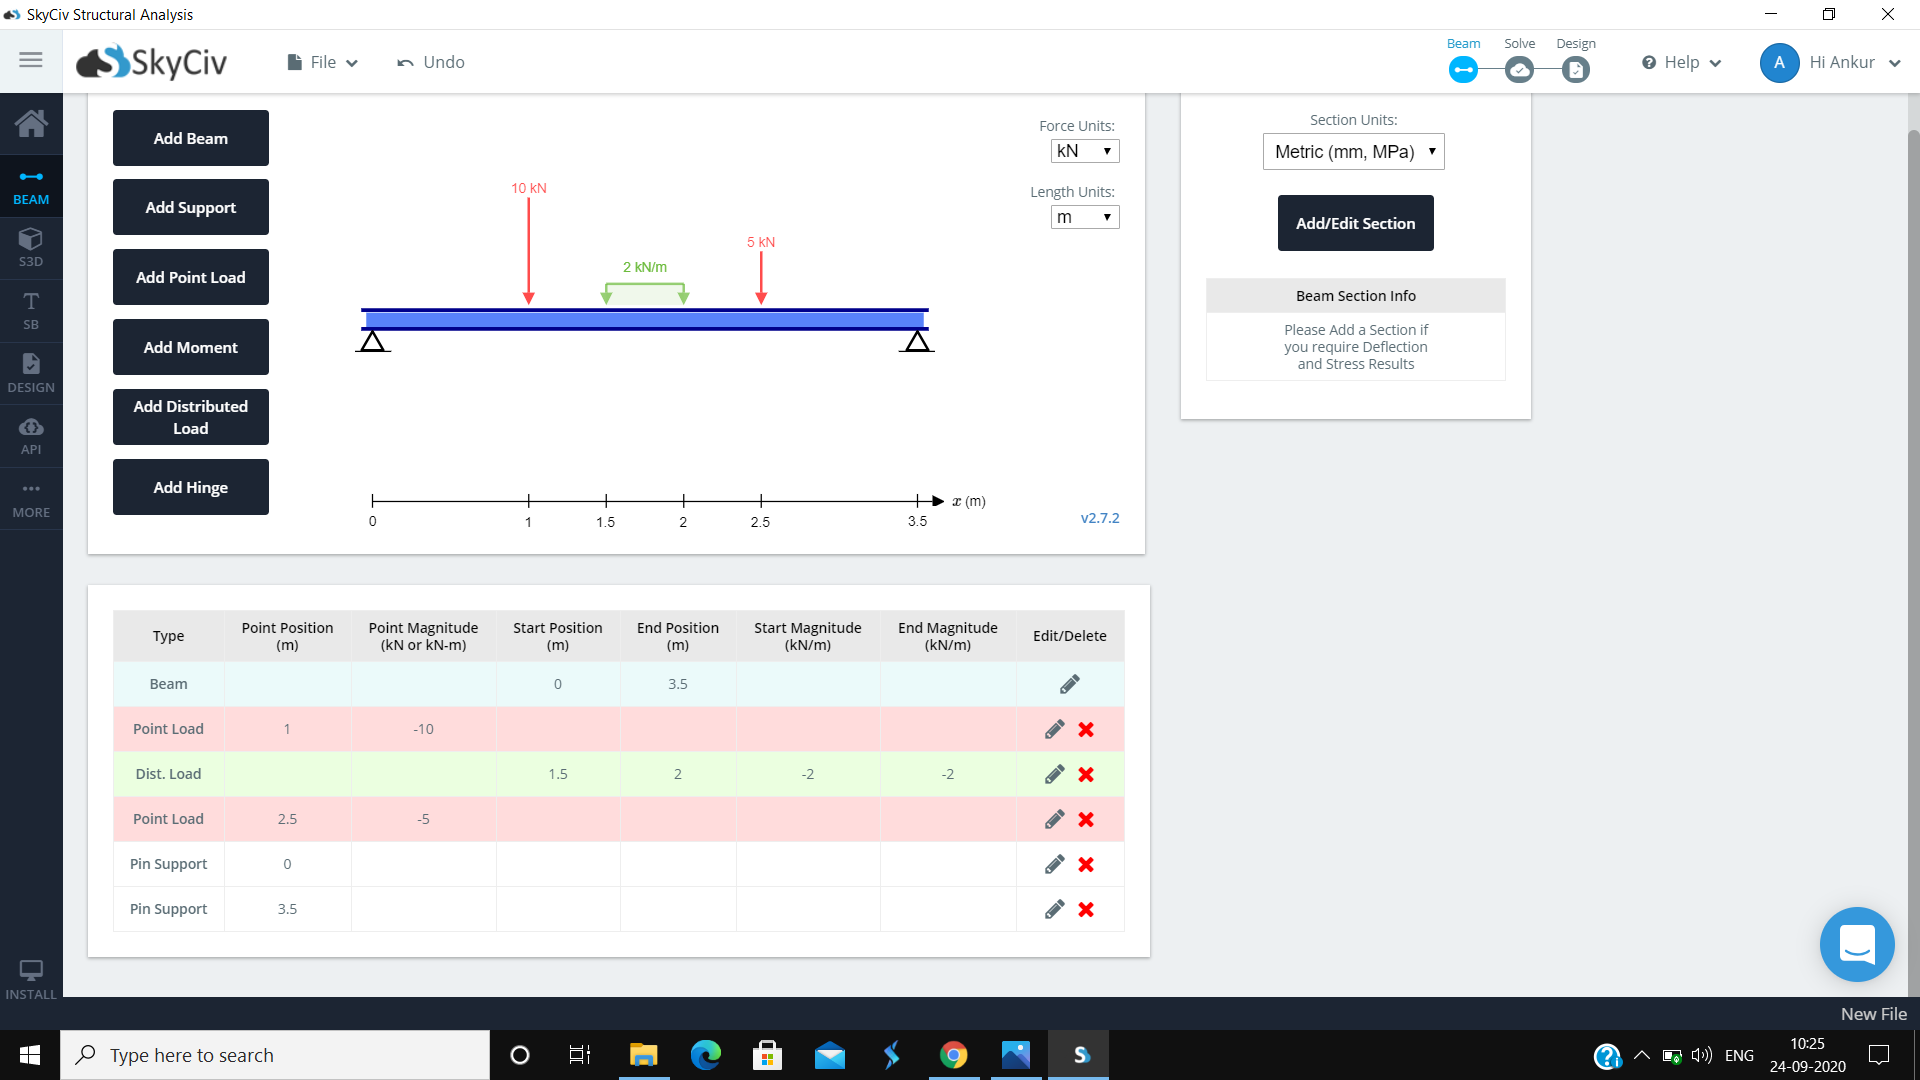 SkyCiv Structural Analysis
SkyCiv
File
Undo
Beam
Solve
Design
Help
A
Hi Ankur
BEAM
S3D
T
SB
DESIGN
API
MORE
INSTALL
Add Beam
Add Support
Add Point Load
Add Moment
Add Distributed
Load
Add Hinge
Force Units:
kN
Length Units:
m
10 kN
5 kN
2 kN/m
x (m)
0
1
1.5
2
2.5
3.5
v2.7.2
Section Units:
Metric (mm, MPa)
Add/Edit Section
Beam Section Info
Please Add a Section if
you require Deflection
and Stress Results
Type Point Position (m) Point Magnitude (kN or kN-m) Start Position (m) End Position (m) Start Magnitude (kN/m) End Magnitude (kN/m) Edit/Delete
Beam 0 3.5
Point Load 1 -10
Dist. Load 1.5 2 -2 -2
Point Load 2.5 -5
Pin Support 0
Pin Support 3.5
New File
Type here to search
S
ENG
10:25
24-09-2020